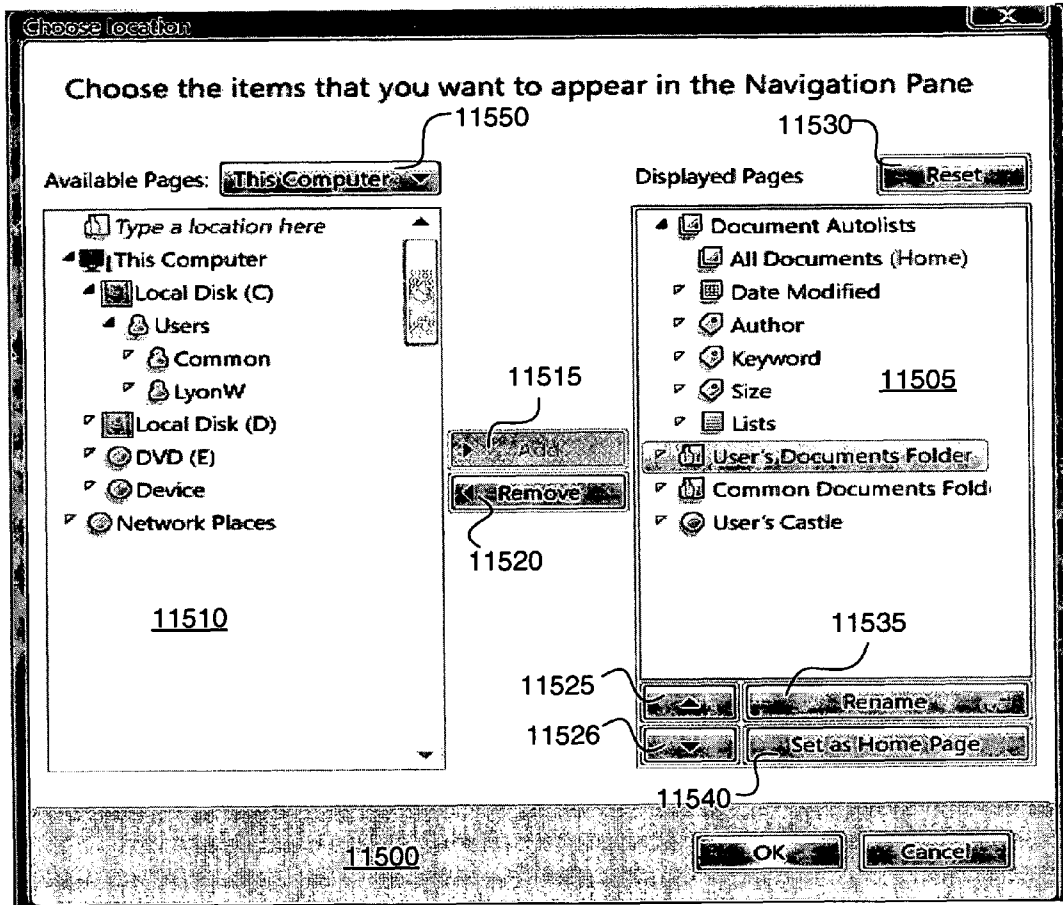 Choose location
X
Choose the items that you want to appear in the Navigation Pane
11550
11530
Available Pages: This Computer
Displayed Pages Reset
Type a location here
This Computer
Local Disk (C)
Users
Common
LyonW
Local Disk (D)
DVD (E)
Device
Network Places
11510
11515
Add
Remove
11520
Document Autolists
All Documents (Home)
Date Modified
Author
Keyword
Size
11505
Lists
User's Documents Folder
Common Documents Fold
User's Castle
11535
11525
Rename
11526
Set as Home Page
11540
11500
OK Cancel